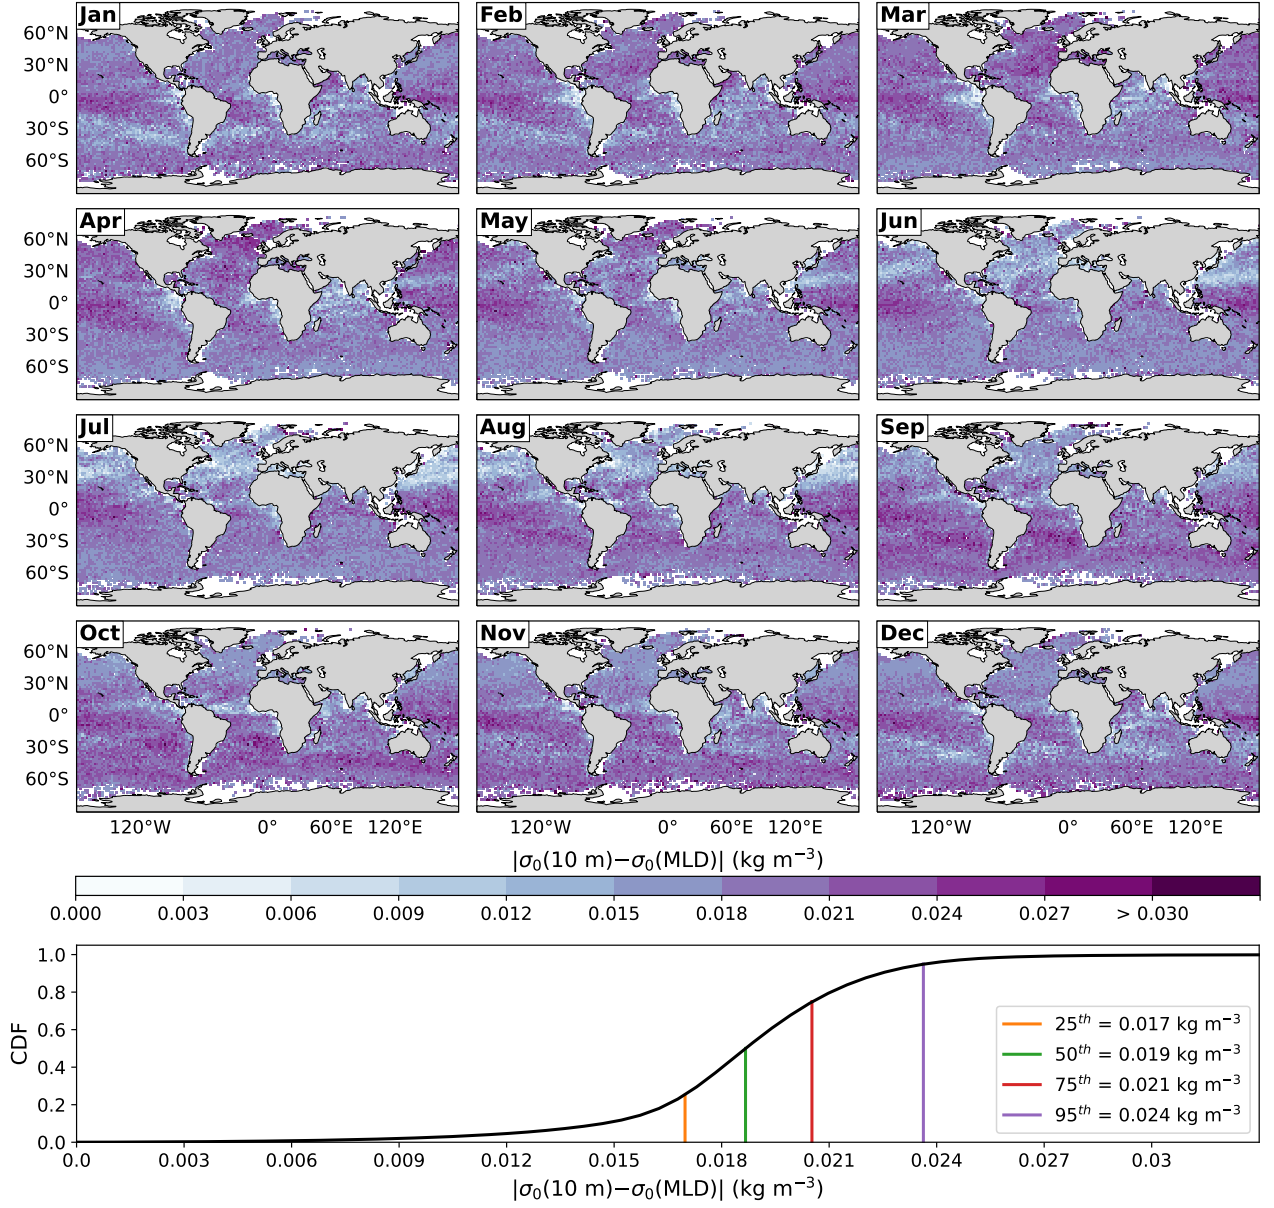 Jan Feb Mar
60°N
30°N
0°
30°S
60°S
Apr May Jun
60°N
30°N
0°
30°S
60°S
Jul Aug Sep
60°N
30°N
0°
30°S
60°S
Oct Nov Dec
60°N
30°N
0°
30°S
60°S
120°W 0° 60°E 120°E 120°W 0° 60°E 120°E 120°W 0° 60°E 120°E
|σ₀(10 m)−σ₀(MLD)| (kg m⁻³)
0.000 0.003 0.006 0.009 0.012 0.015 0.018 0.021 0.024 0.027 > 0.030
1.0
0.8
0.6
0.4
0.2
0.0
CDF
25ᵗʰ = 0.017 kg m⁻³
50ᵗʰ = 0.019 kg m⁻³
75ᵗʰ = 0.021 kg m⁻³
95ᵗʰ = 0.024 kg m⁻³
0.0 0.003 0.006 0.009 0.012 0.015 0.018 0.021 0.024 0.027 0.03
|σ₀(10 m)−σ₀(MLD)| (kg m⁻³)